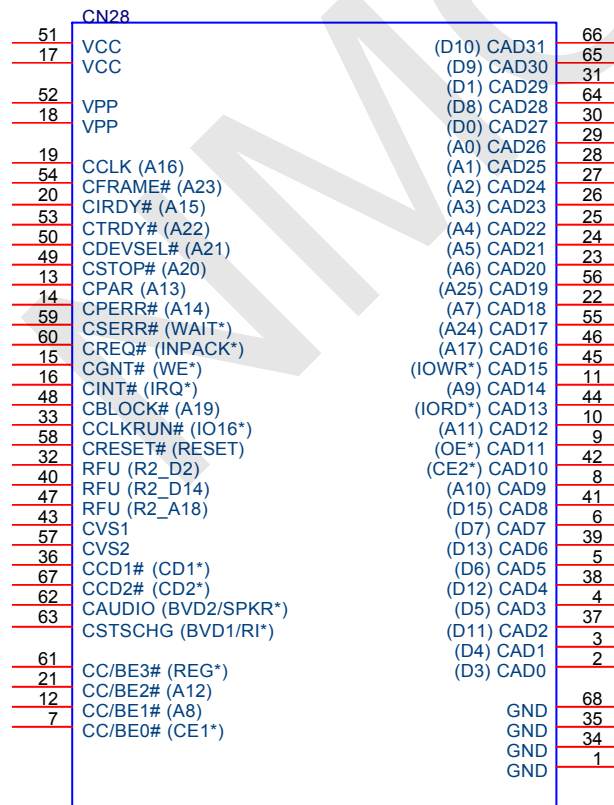 CN28
51 VCC (D10) CAD31 66
17 VCC (D9) CAD30 65
(D1) CAD29 31
52 VPP (D8) CAD28 64
18 VPP (D0) CAD27 30
(A0) CAD26 29
19 CCLK (A16) (A1) CAD25 28
54 CFRAME# (A23) (A2) CAD24 27
20 CIRDY# (A15) (A3) CAD23 26
53 CTRDY# (A22) (A4) CAD22 25
50 CDEVSEL# (A21) (A5) CAD21 24
49 CSTOP# (A20) (A6) CAD20 23
13 CPAR (A13) (A25) CAD19 56
14 CPERR# (A14) (A7) CAD18 22
59 CSERR# (WAIT*) (A24) CAD17 55
60 CREQ# (INPACK*) (A17) CAD16 46
15 CGNT# (WE*) (IOWR*) CAD15 45
16 CINT# (IRQ*) (A9) CAD14 11
48 CBLOCK# (A19) (IORD*) CAD13 44
33 CCLKRUN# (IO16*) (A11) CAD12 10
58 CRESET# (RESET) (OE*) CAD11 9
32 RFU (R2_D2) (CE2*) CAD10 42
40 RFU (R2_D14) (A10) CAD9 8
47 RFU (R2_A18) (D15) CAD8 41
43 CVS1 (D7) CAD7 6
57 CVS2 (D13) CAD6 39
36 CCD1# (CD1*) (D6) CAD5 5
67 CCD2# (CD2*) (D12) CAD4 38
62 CAUDIO (BVD2/SPKR*) (D5) CAD3 4
63 CSTSCHG (BVD1/RI*) (D11) CAD2 37
(D4) CAD1 3
61 CC/BE3# (REG*) (D3) CAD0 2
21 CC/BE2# (A12)
12 CC/BE1# (A8) GND 68
7 CC/BE0# (CE1*) GND 35
GND 34
GND 1